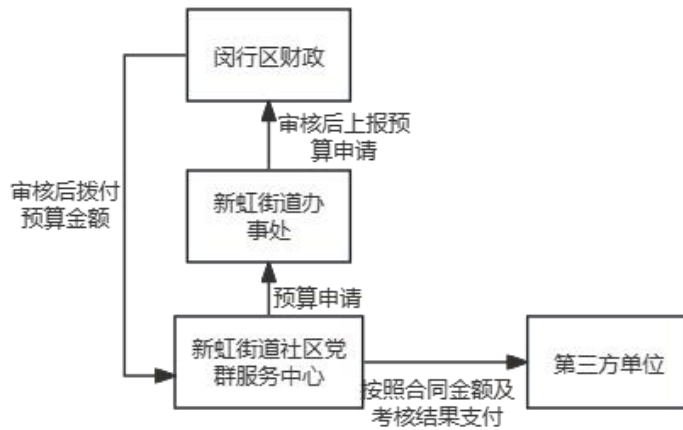 闵行区财政
审核后上报预
算申请
审核后拨付
预算金额
新虹街道办
事处
预算申请
新虹街道社区党
群服务中心
第三方单位
按照合同金额及
考核结果支付